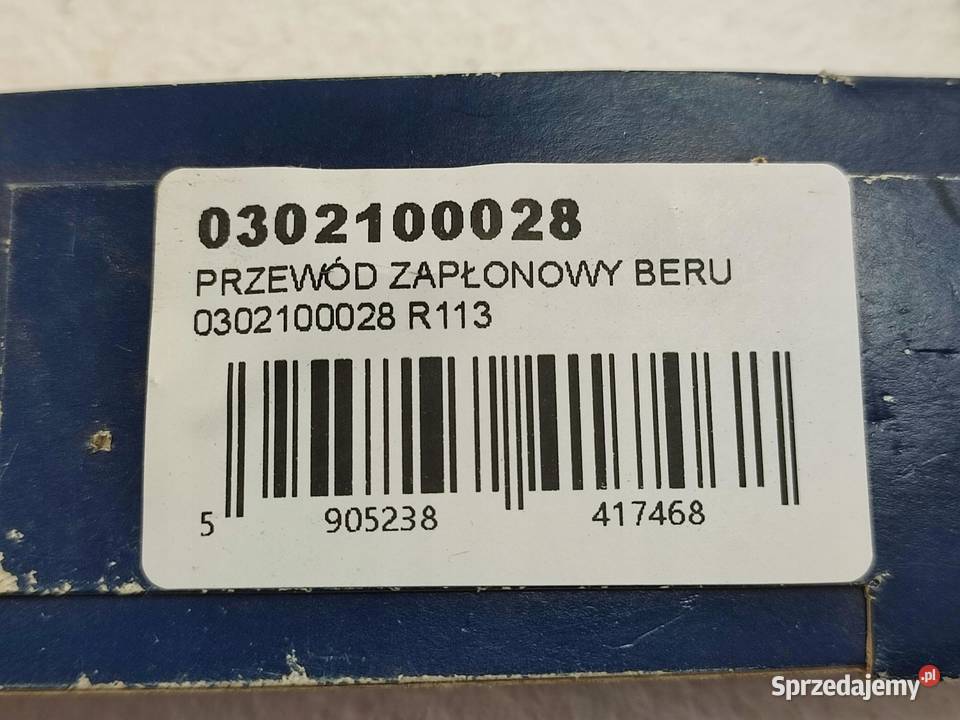 0302100028
PRZEWÓD ZAPŁONOWY BERU
0302100028 R113
5 905238 417468
Sprzedajemy.pl